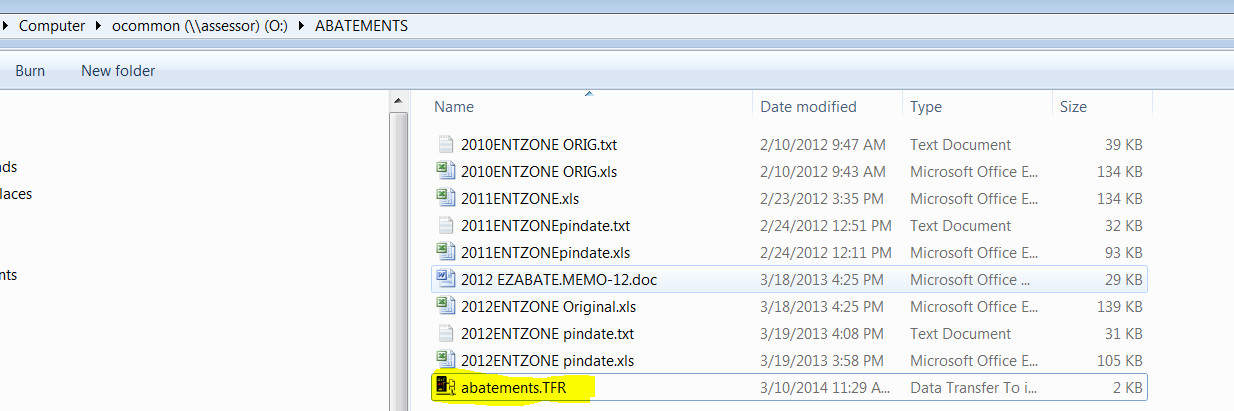 Computer ocommon (\\assessor) (O:) ABATEMENTS
Burn New folder
Name Date modified Type Size
2010ENTZONE ORIG.txt 2/10/2012 9:47 AM Text Document 39 KB
nds 2010ENTZONE ORIG.xls 2/10/2012 9:43 AM Microsoft Office E... 134 KB
laces 2011ENTZONE.xls 2/23/2012 3:35 PM Microsoft Office E... 134 KB
2011ENTZONEpindate.txt 2/24/2012 12:51 PM Text Document 32 KB
2011ENTZONEpindate.xls 2/24/2012 12:11 PM Microsoft Office E... 93 KB
nts 2012 EZABATE.MEMO-12.doc 3/18/2013 4:25 PM Microsoft Office ... 29 KB
2012ENTZONE Original.xls 3/18/2013 4:25 PM Microsoft Office E... 139 KB
2012ENTZONE pindate.txt 3/19/2013 4:08 PM Text Document 31 KB
2012ENTZONE pindate.xls 3/19/2013 3:58 PM Microsoft Office E... 105 KB
abatements.TFR 3/10/2014 11:29 A... Data Transfer To i... 2 KB